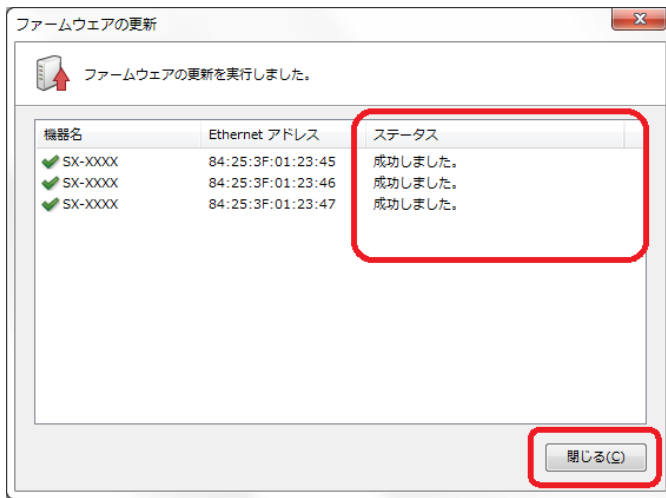 ファームウェアの更新
ファームウェアの更新を実行しました。
機器名 Ethernet アドレス ステータス
SX-XXXX 84:25:3F:01:23:45 成功しました。
SX-XXXX 84:25:3F:01:23:46 成功しました。
SX-XXXX 84:25:3F:01:23:47 成功しました。
閉じる(C)